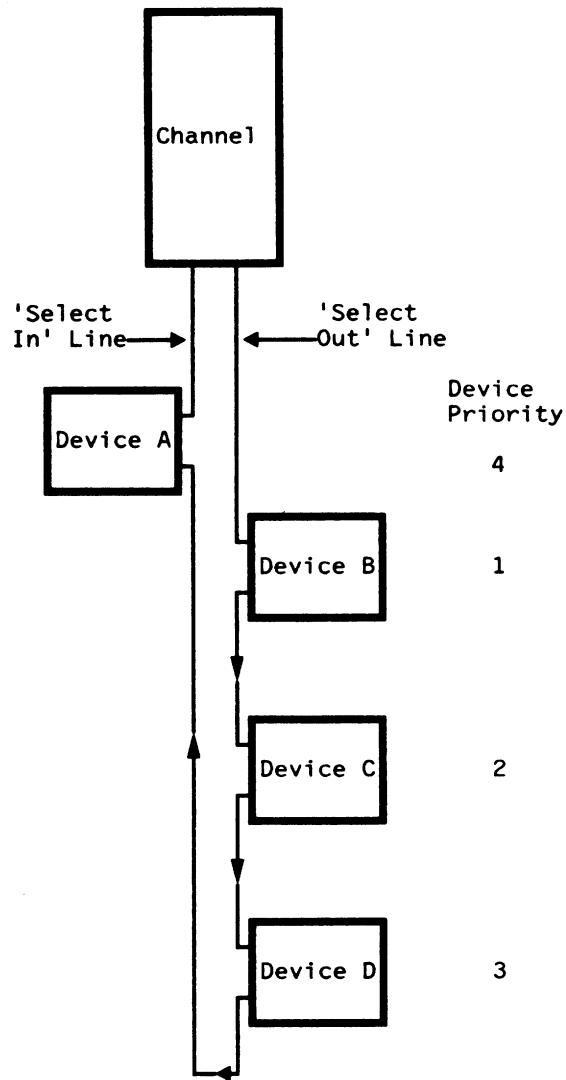 Channel
'Select
In' Line
'Select
Out' Line
Device
Priority
Device A
4
Device B
1
Device C
2
Device D
3